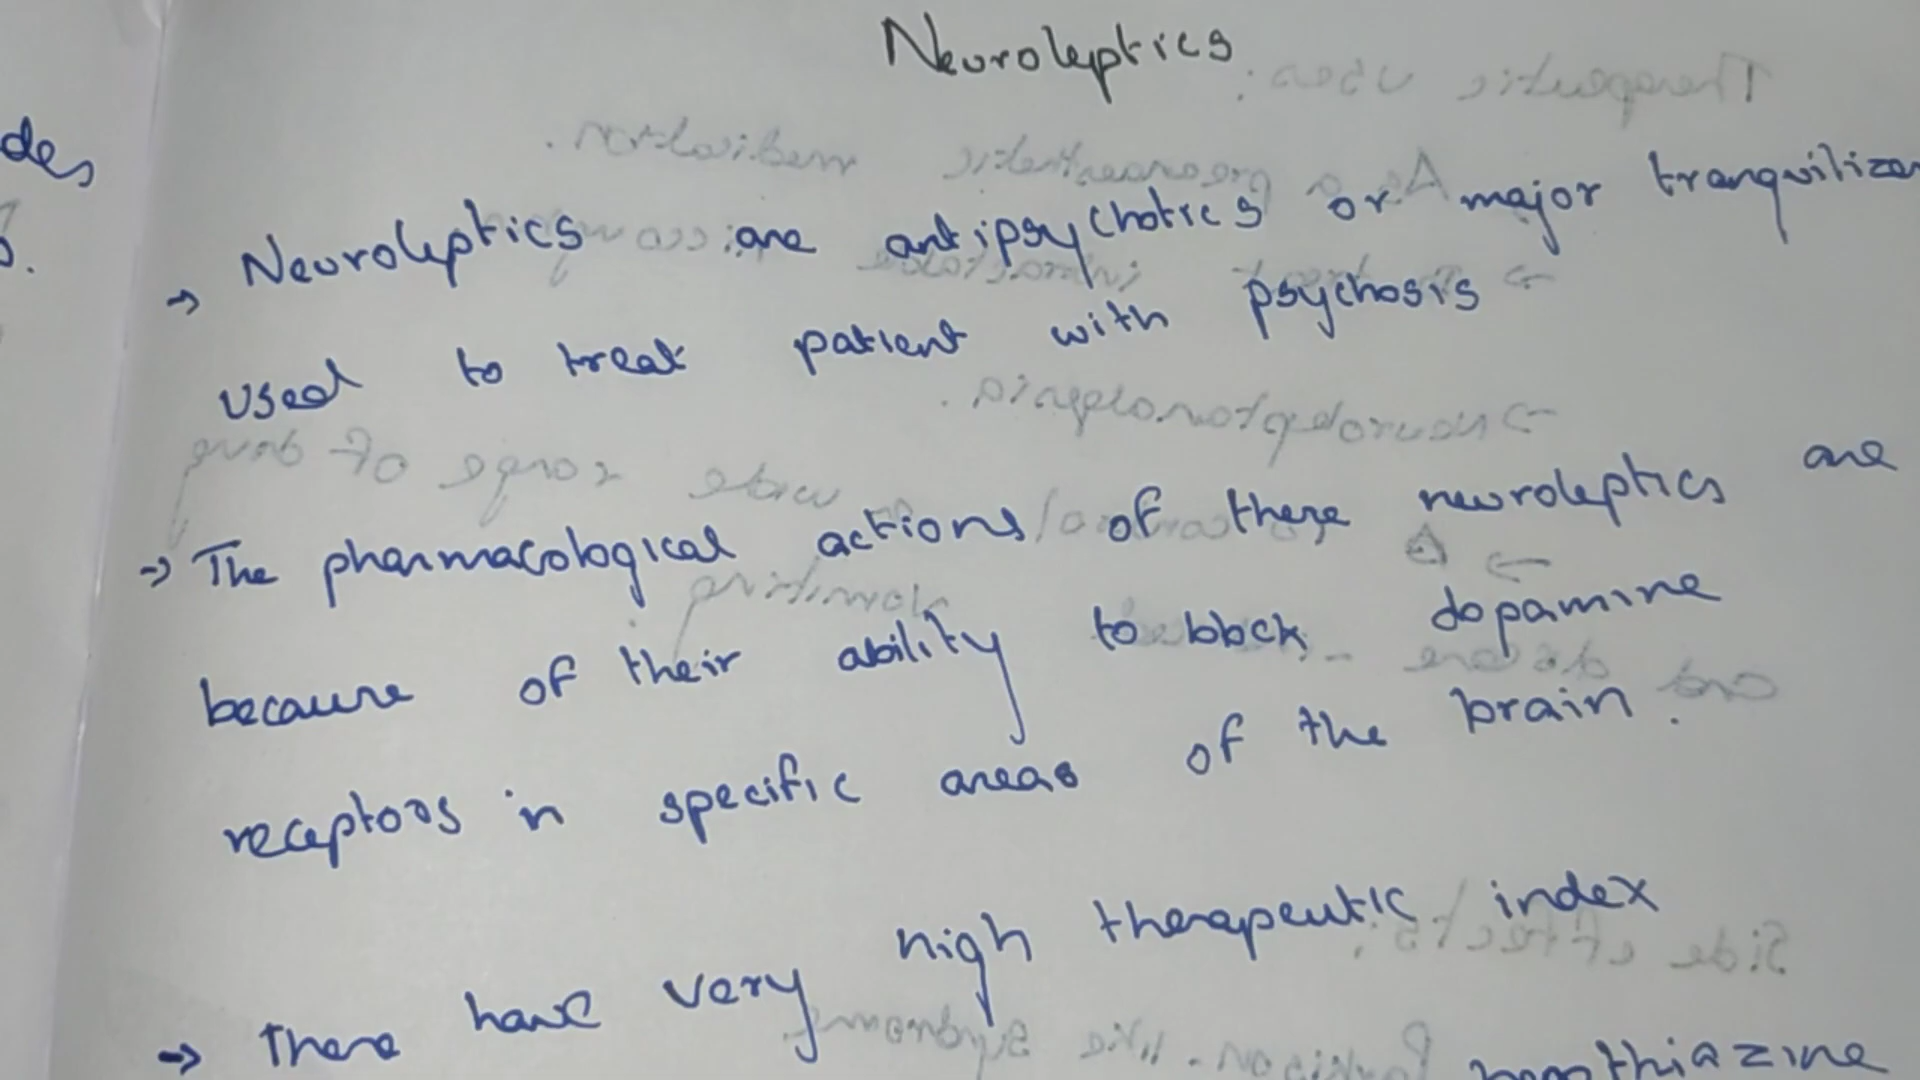 Neuroleptics
des
→ Neuroleptics are antipsychotics or major tranquilizer
used to treat patient with psychosis
→ The pharmacological actions of these neuroleptics are
because of their ability to block dopamine
receptors in specific areas of the brain.
→ These have very high therapeutic index